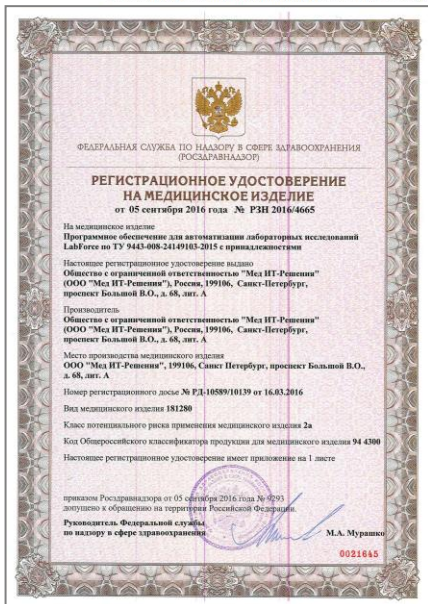 ФЕДЕРАЛЬНАЯ СЛУЖБА ПО НАДЗОРУ В СФЕРЕ ЗДРАВООХРАНЕНИЯ
(РОСЗДРАВНАДЗОР)
РЕГИСТРАЦИОННОЕ УДОСТОВЕРЕНИЕ
НА МЕДИЦИНСКОЕ ИЗДЕЛИЕ
от 05 сентября 2016 года № РЗН 2016/4665
На медицинское изделие
Программное обеспечение для автоматизации лабораторных исследований
LabForce по ТУ 9443-008-24149103-2015 с принадлежностями
Настоящее регистрационное удостоверение выдано
Общество с ограниченной ответственностью "Мед ИТ-Решения"
(ООО "Мед ИТ-Решения"), Россия, 199106, Санкт-Петербург,
проспект Большой В.О., д. 68, лит. А
Производитель
Общество с ограниченной ответственностью "Мед ИТ-Решения"
(ООО "Мед ИТ-Решения"), Россия, 199106, Санкт-Петербург,
проспект Большой В.О., д. 68, лит. А
Место производства медицинского изделия
ООО "Мед ИТ-Решения", 199106, Санкт Петербург, проспект Большой В.О.,
д. 68, лит. А
Номер регистрационного досье № РД-10589/10139 от 16.03.2016
Вид медицинского изделия 181280
Класс потенциального риска применения медицинского изделия 2а
Код Общероссийского классификатора продукции для медицинского изделия 94 4300
Настоящее регистрационное удостоверение имеет приложение на 1 листе
приказом Росздравнадзора от 05 сентября 2016 года № 9293
допущено к обращению на территории Российской Федерации.
Руководитель Федеральной службы
по надзору в сфере здравоохранения М.А. Мурашко
0021645